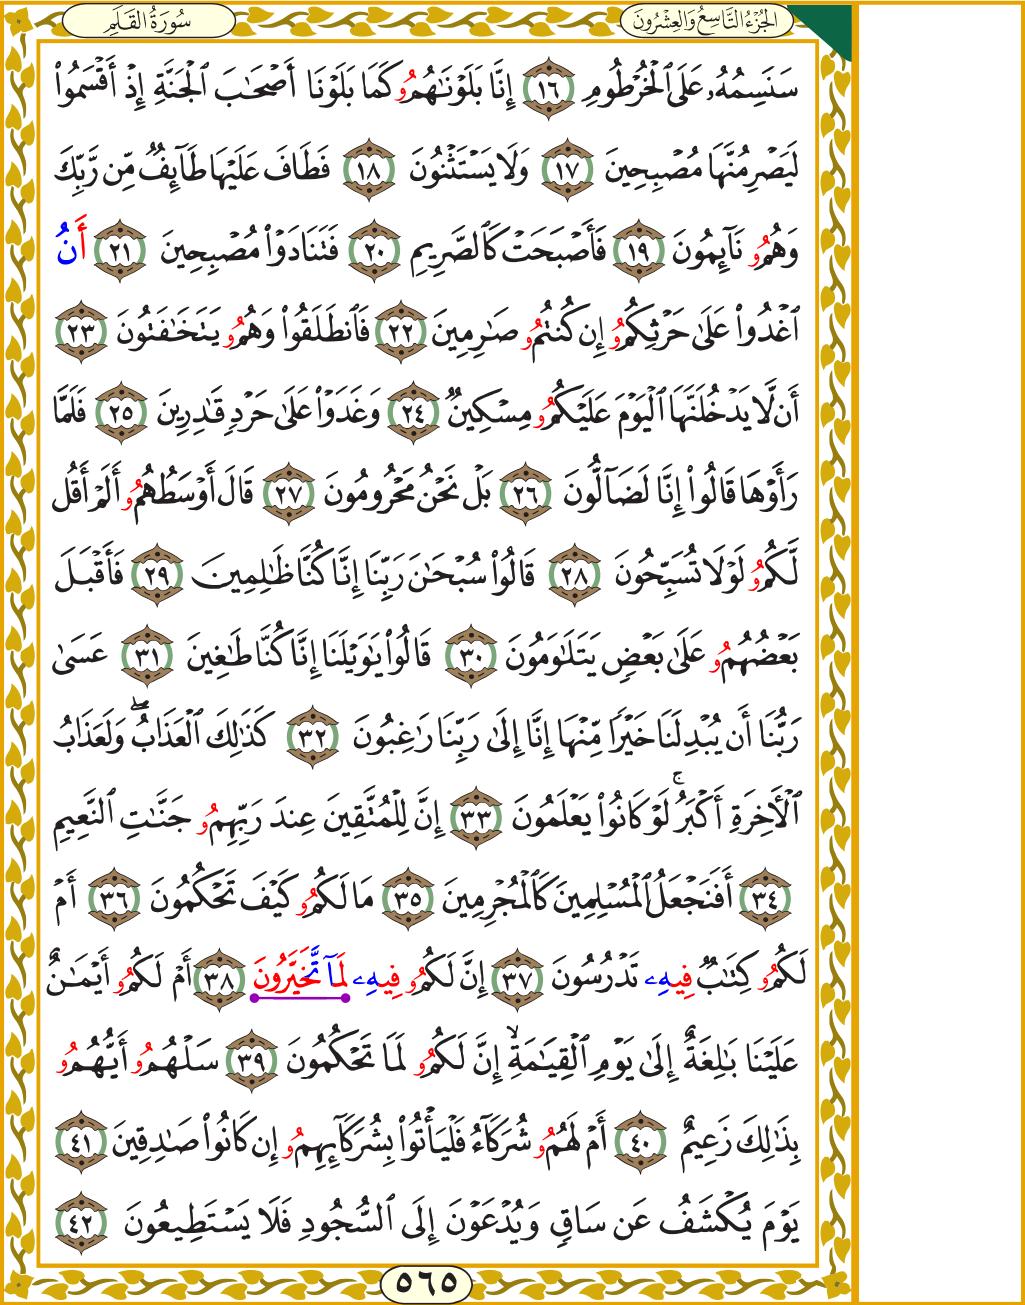 الجُزْءُ التَّاسِعُ وَالعِشْرُونَ
سُورَةُ القَلَمِ
سَنَسِمُهُۥ عَلَى ٱلْخُرْطُومِ ١٦ إِنَّا بَلَوْنَٰهُمُۥ كَمَا بَلَوْنَا أَصْحَٰبَ ٱلْجَنَّةِ إِذْ أَقْسَمُوا۟
لَيَصْرِمُنَّهَا مُصْبِحِينَ ١٧ وَلَا يَسْتَثْنُونَ ١٨ فَطَافَ عَلَيْهَا طَآئِفٌ مِّن رَّبِّكَ
وَهُمُۥ نَآئِمُونَ ١٩ فَأَصْبَحَتْ كَٱلصَّرِيمِ ٢٠ فَتَنَادَوْا۟ مُصْبِحِينَ ٢١ أَنُ
ٱغْدُوا۟ عَلَىٰ حَرْثِكُمُۥ إِن كُنتُمُۥ صَٰرِمِينَ ٢٢ فَٱنطَلَقُوا۟ وَهُمُۥ يَتَخَٰفَتُونَ ٢٣
أَن لَّا يَدْخُلَنَّهَا ٱلْيَوْمَ عَلَيْكُمُۥ مِسْكِينٌ ٢٤ وَغَدَوْا۟ عَلَىٰ حَرْدٍ قَٰدِرِينَ ٢٥ فَلَمَّا
رَأَوْهَا قَالُوٓا۟ إِنَّا لَضَآلُّونَ ٢٦ بَلْ نَحْنُ مَحْرُومُونَ ٢٧ قَالَ أَوْسَطُهُمُۥ أَلَمْ أَقُل
لَّكُمُۥ لَوْلَا تُسَبِّحُونَ ٢٨ قَالُوا۟ سُبْحَٰنَ رَبِّنَا إِنَّا كُنَّا ظَٰلِمِينَ ٢٩ فَأَقْبَلَ
بَعْضُهُمُۥ عَلَىٰ بَعْضٍ يَتَلَٰوَمُونَ ٣٠ قَالُوا۟ يَٰوَيْلَنَا إِنَّا كُنَّا طَٰغِينَ ٣١ عَسَىٰ
رَبُّنَا أَن يُبْدِلَنَا خَيْرًا مِّنْهَا إِنَّا إِلَىٰ رَبِّنَا رَٰغِبُونَ ٣٢ كَذَٰلِكَ ٱلْعَذَابُ ۖ وَلَعَذَابُ
ٱلْأَخِرَةِ أَكْبَرُ ۚ لَوْ كَانُوا۟ يَعْلَمُونَ ٣٣ إِنَّ لِلْمُتَّقِينَ عِندَ رَبِّهِمُۥ جَنَّٰتِ ٱلنَّعِيمِ
٣٤ أَفَنَجْعَلُ ٱلْمُسْلِمِينَ كَٱلْمُجْرِمِينَ ٣٥ مَا لَكُمُۥ كَيْفَ تَحْكُمُونَ ٣٦ أَمْ
لَكُمُۥ كِتَٰبٌ فِيهِۦ تَدْرُسُونَ ٣٧ إِنَّ لَكُمُۥ فِيهِۦ لَمَآ تَّخَيَّرُونَ ٣٨ أَمْ لَكُمُۥ أَيْمَٰنٌ
عَلَيْنَا بَٰلِغَةٌ إِلَىٰ يَوْمِ ٱلْقِيَٰمَةِ ۙ إِنَّ لَكُمُۥ لَمَا تَحْكُمُونَ ٣٩ سَلْهُمُۥ أَيُّهُمُۥ
بِذَٰلِكَ زَعِيمٌ ٤٠ أَمْ لَهُمُۥ شُرَكَآءُ فَلْيَأْتُوا۟ بِشُرَكَآئِهِمُۥ إِن كَانُوا۟ صَٰدِقِينَ ٤١
يَوْمَ يُكْشَفُ عَن سَاقٍ وَيُدْعَوْنَ إِلَى ٱلسُّجُودِ فَلَا يَسْتَطِيعُونَ ٤٢
٥٦٥